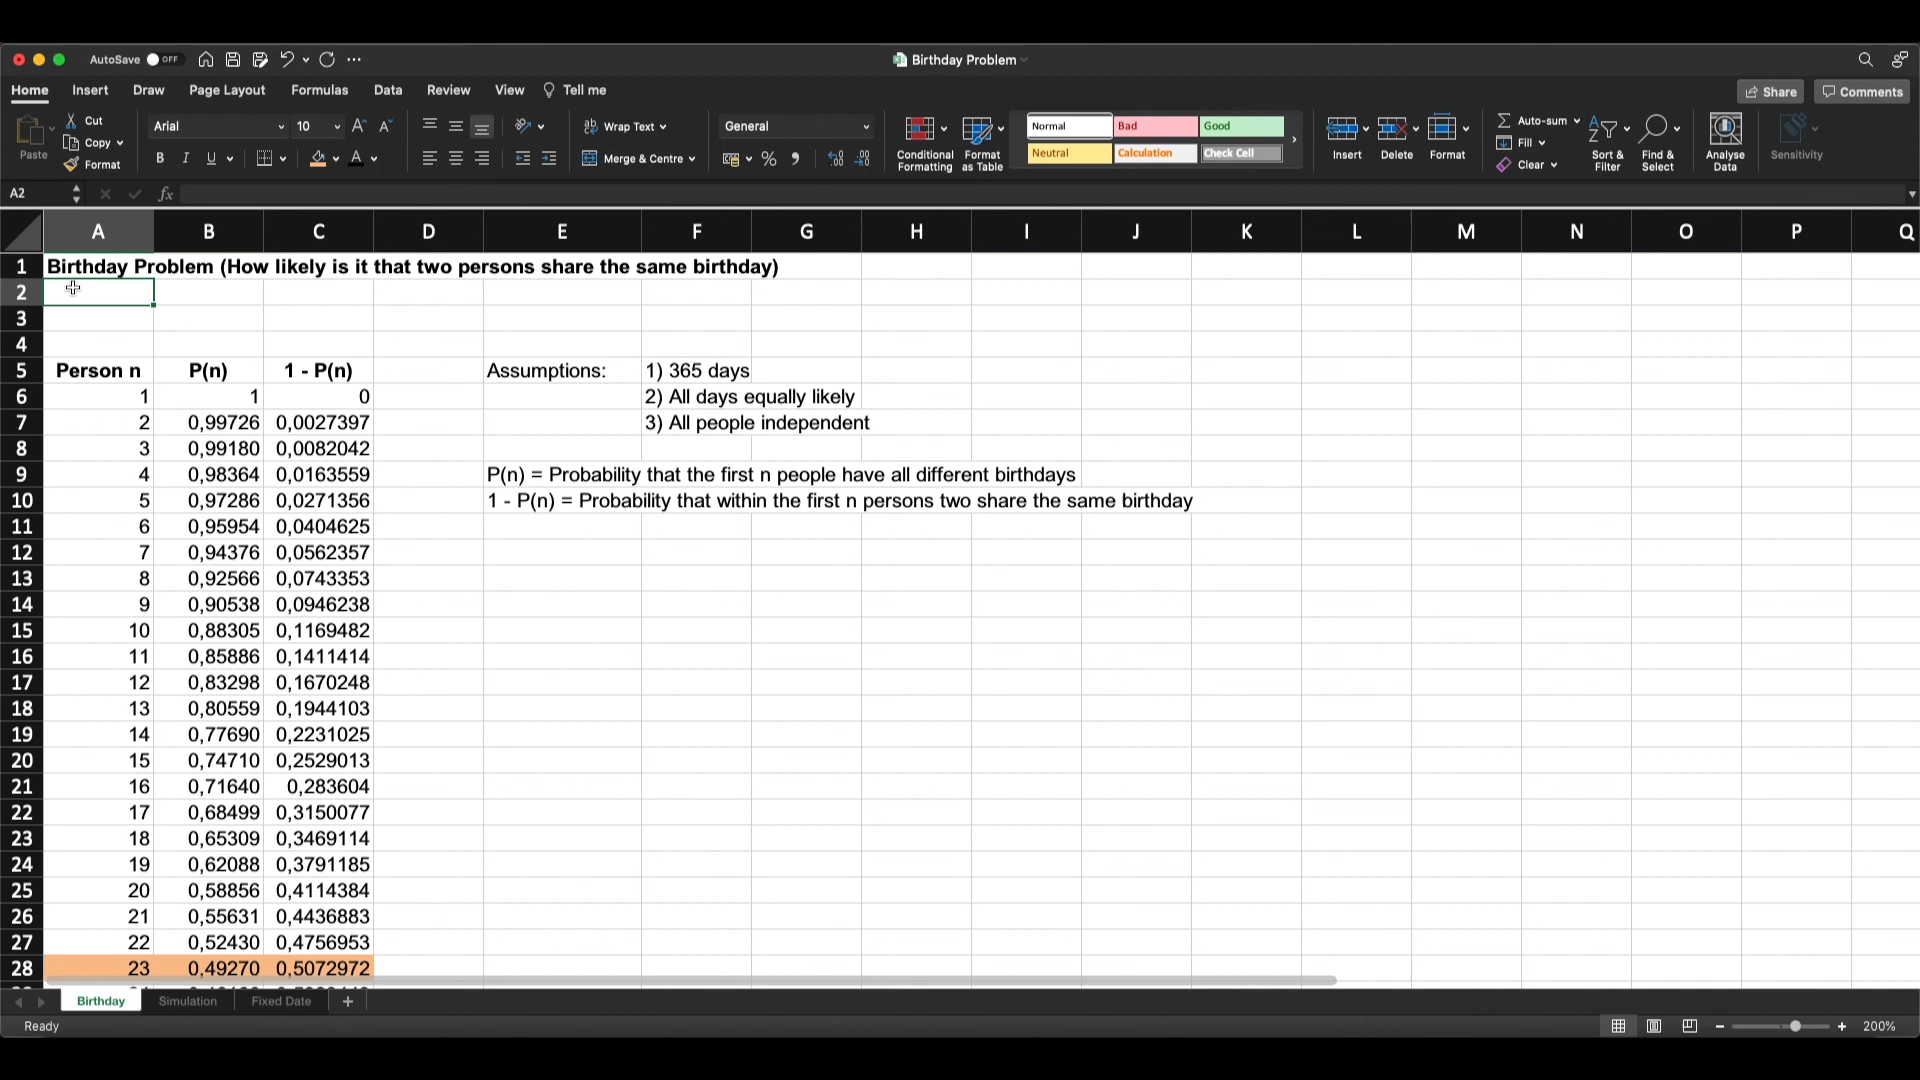 AutoSave OFF Birthday Problem
Home Insert Draw Page Layout Formulas Data Review View Tell me Share Comments
Paste Cut Copy Format
Arial 10 A A
B I U A
Wrap Text
Merge & Centre
General
%
Conditional Formatting
Format as Table
Normal Bad Good
Neutral Calculation Check Cell
Insert Delete Format
Auto-sum
Fill
Clear
Sort & Filter
Find & Select
Analyse Data
Sensitivity
A2 fx
A B C D E F G H I J K L M N O P Q
1 Birthday Problem (How likely is it that two persons share the same birthday)
2
3
4
5 Person n P(n) 1 - P(n) Assumptions: 1) 365 days
6 1 1 0 2) All days equally likely
7 2 0,99726 0,0027397 3) All people independent
8 3 0,99180 0,0082042
9 4 0,98364 0,0163559 P(n) = Probability that the first n people have all different birthdays
10 5 0,97286 0,0271356 1 - P(n) = Probability that within the first n persons two share the same birthday
11 6 0,95954 0,0404625
12 7 0,94376 0,0562357
13 8 0,92566 0,0743353
14 9 0,90538 0,0946238
15 10 0,88305 0,1169482
16 11 0,85886 0,1411414
17 12 0,83298 0,1670248
18 13 0,80559 0,1944103
19 14 0,77690 0,2231025
20 15 0,74710 0,2529013
21 16 0,71640 0,283604
22 17 0,68499 0,3150077
23 18 0,65309 0,3469114
24 19 0,62088 0,3791185
25 20 0,58856 0,4114384
26 21 0,55631 0,4436883
27 22 0,52430 0,4756953
28 23 0,49270 0,5072972
Birthday Simulation Fixed Date +
Ready 200%